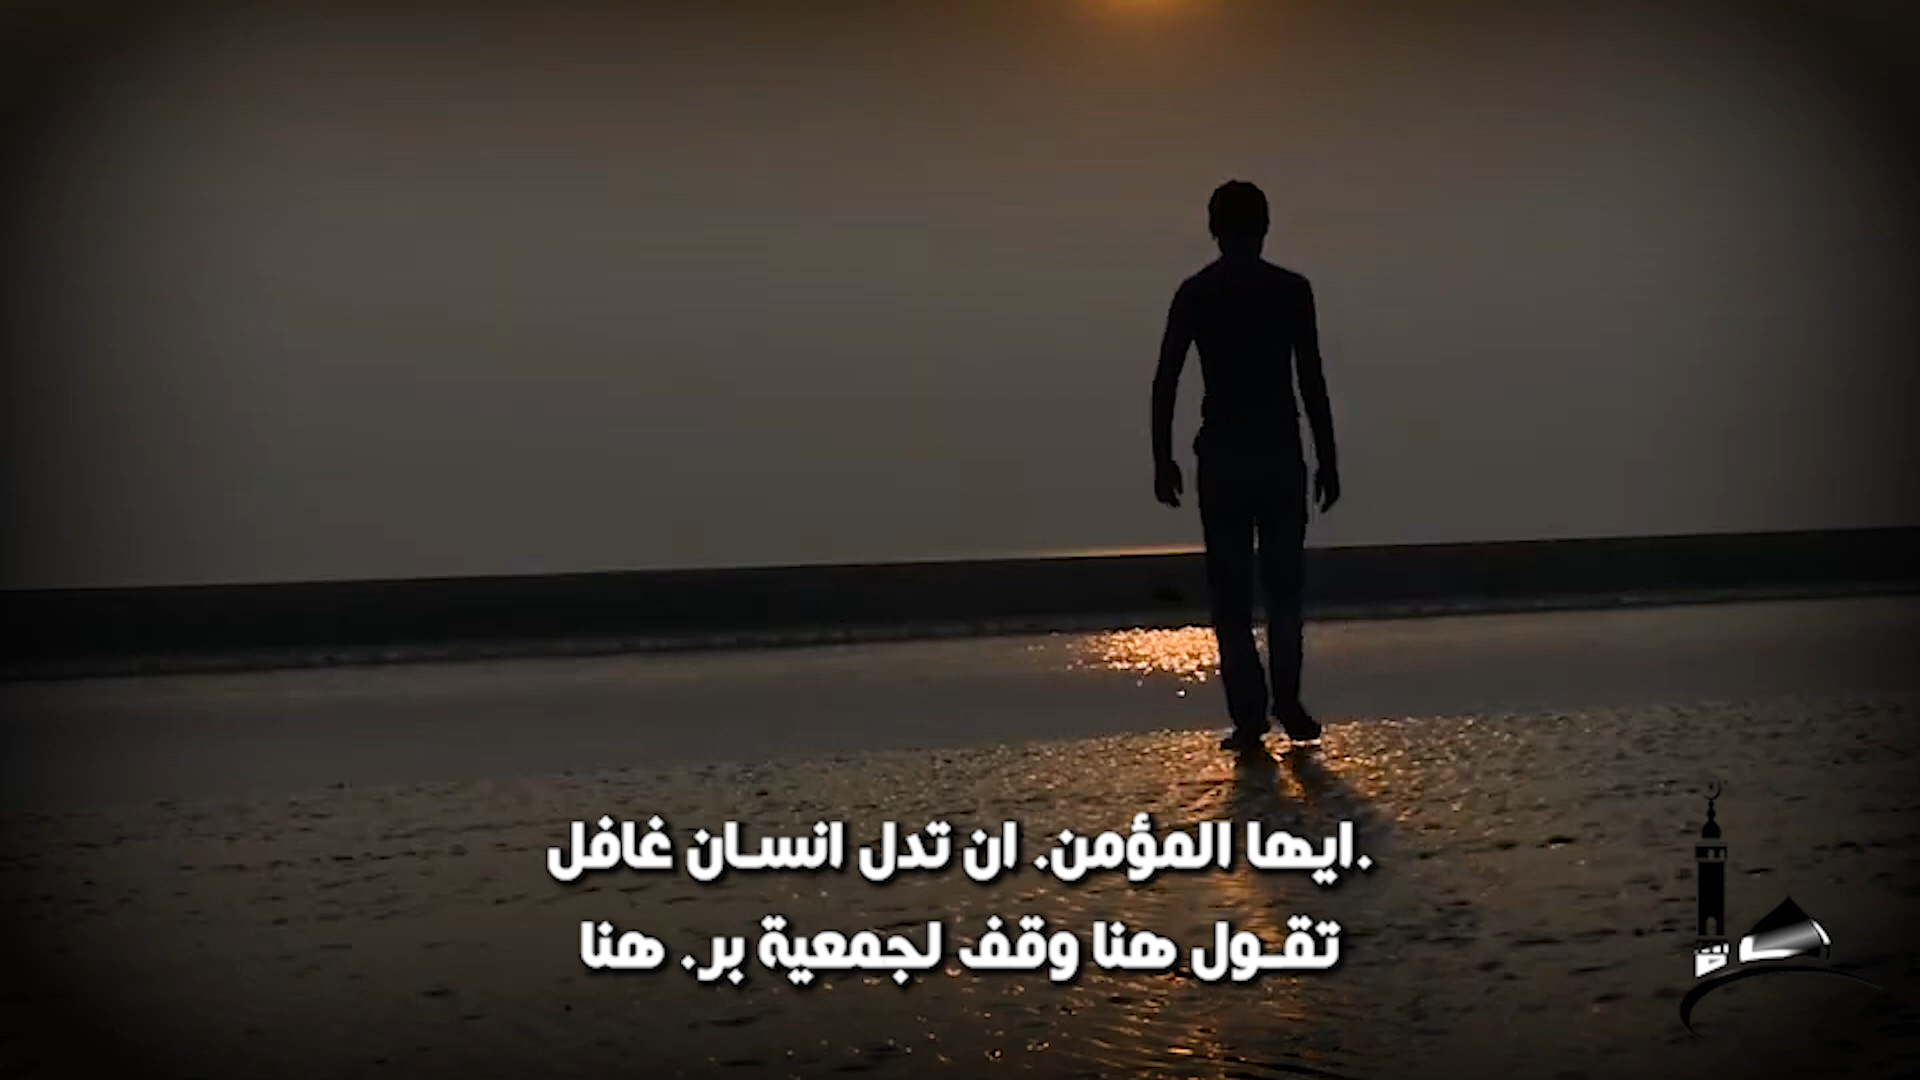 .ايها المؤمن. ان تدل انسان غافل
تقول هنا وقف لجمعية بر. هنا